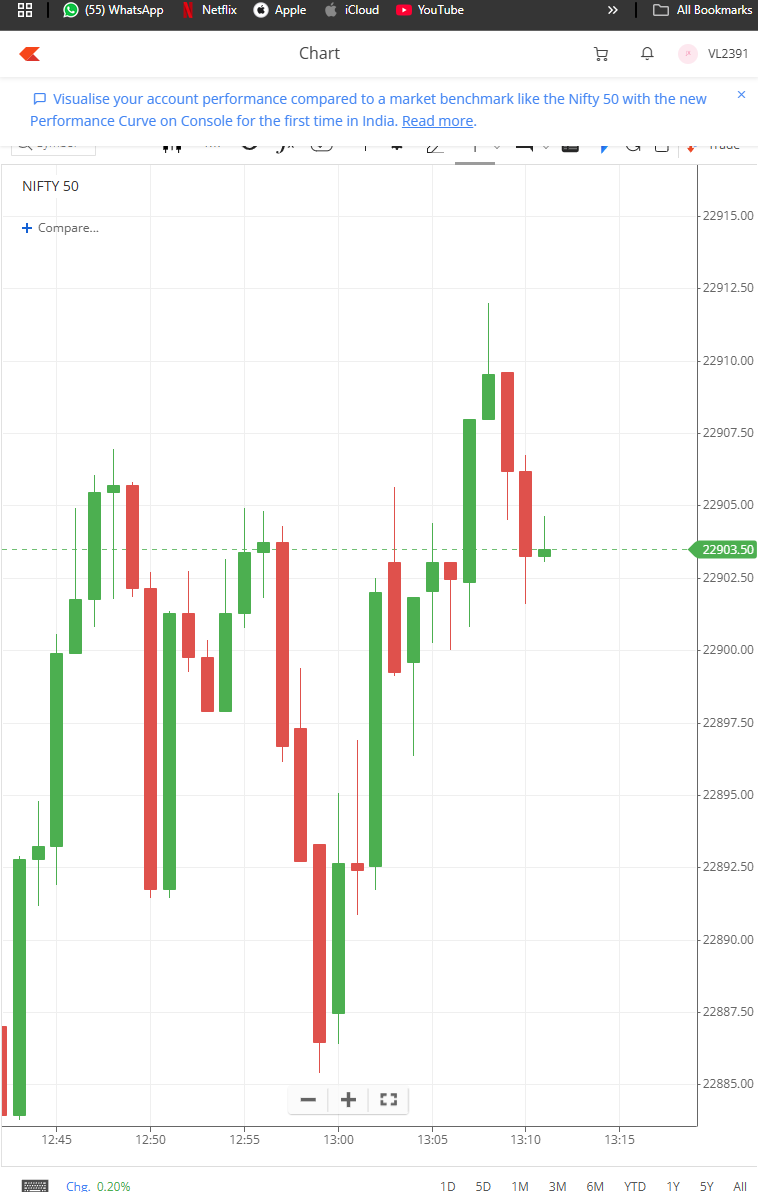 (55) WhatsApp Netflix Apple iCloud YouTube » All Bookmarks
Chart VL2391
Visualise your account performance compared to a market benchmark like the Nifty 50 with the new
Performance Curve on Console for the first time in India. Read more.
NIFTY 50
+ Compare...
22915.00
22912.50
22910.00
22907.50
22905.00
22903.50
22902.50
22900.00
22897.50
22895.00
22892.50
22890.00
22887.50
22885.00
12:45 12:50 12:55 13:00 13:05 13:10 13:15
Chg. 0.20% 1D 5D 1M 3M 6M YTD 1Y 5Y All